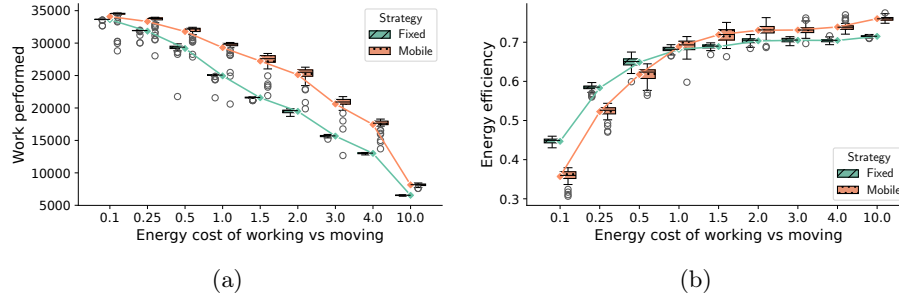 35000
30000
25000
20000
15000
10000
5000
Work performed
Strategy
Fixed
Mobile
0.1 0.25 0.5 1.0 1.5 2.0 3.0 4.0 10.0
Energy cost of working vs moving
(a)
0.7
0.6
0.5
0.4
0.3
Energy efficiency
Strategy
Fixed
Mobile
0.1 0.25 0.5 1.0 1.5 2.0 3.0 4.0 10.0
Energy cost of working vs moving
(b)